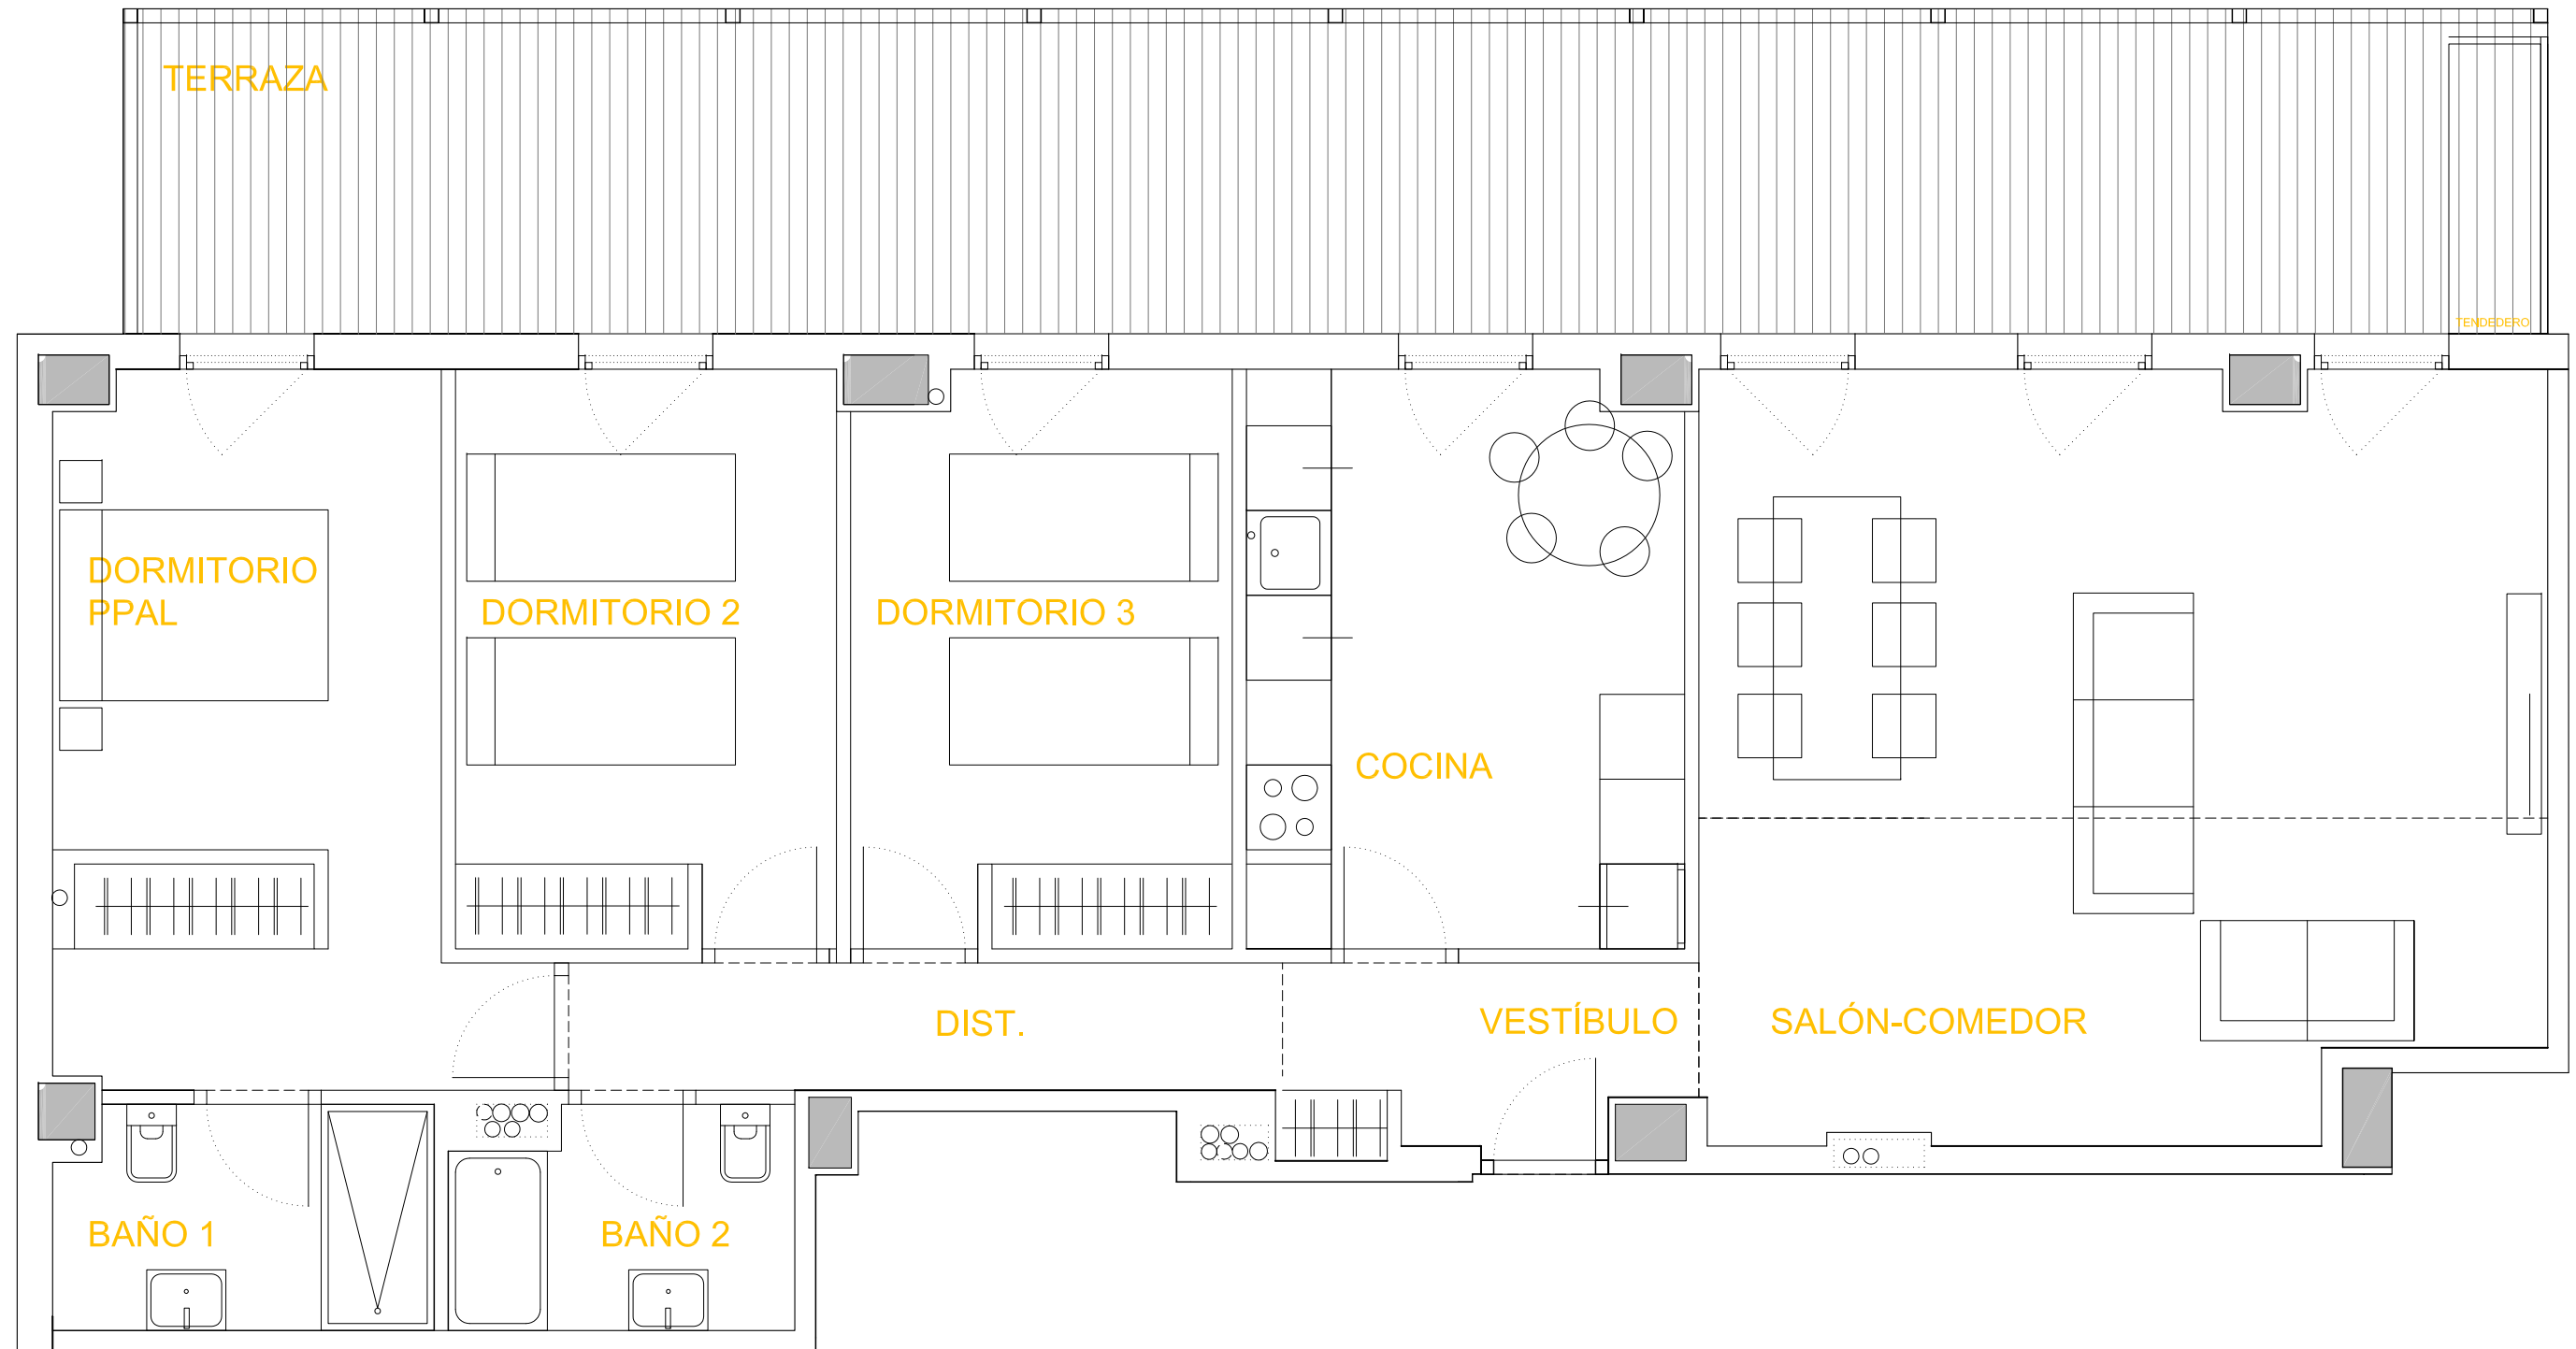 TERRAZA
TENDEDERO
DORMITORIO
PPAL
DORMITORIO 2
DORMITORIO 3
COCINA
DIST.
VESTÍBULO
SALÓN-COMEDOR
BAÑO 1
BAÑO 2